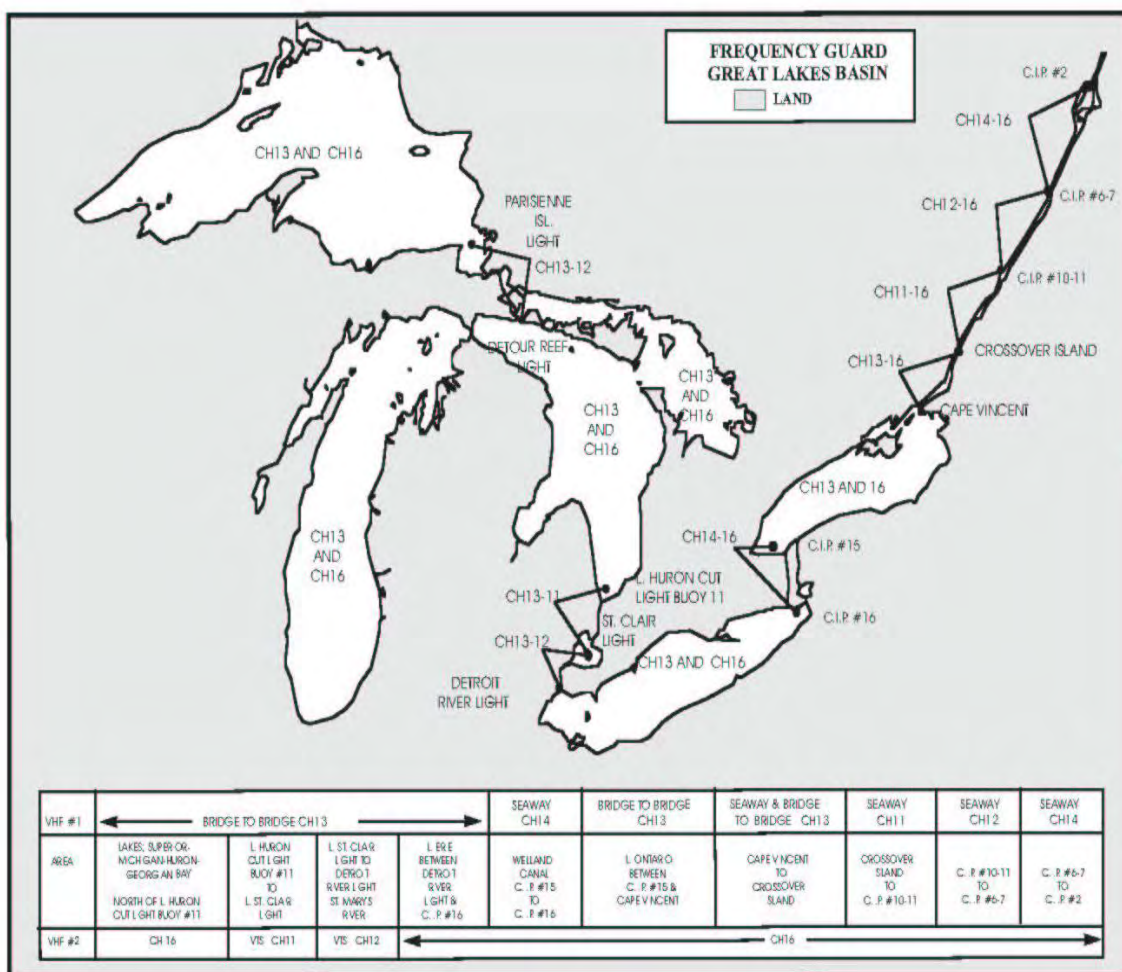 FREQUENCY GUARD
GREAT LAKES BASIN
LAND
C.I.P. #2
CH14-16
CH13 AND CH16
C.I.P. #6-7
CH12-16
PARISIENNE
ISL.
LIGHT
CH13-12
C.I.P. #10-11
CH11-16
DETOUR REEF
LIGHT
CROSSOVER ISLAND
CH13-16
CH13
AND
CH16
CAPE VINCENT
CH13
AND
CH16
CH13 AND 16
CH13
AND
CH16
CH14-16
C.I.P. #15
L. HURON CUT
LIGHT BUOY 11
CH13-11
ST. CLAIR
LIGHT
C.I.P. #16
CH13-12
CH13 AND CH16
DETROIT
RIVER LIGHT
VHF #1
BRIDGE TO BRIDGE CH13
SEAWAY
CH14
BRIDGE TO BRIDGE
CH13
SEAWAY & BRIDGE
TO BRIDGE CH13
SEAWAY
CH11
SEAWAY
CH12
SEAWAY
CH14
AREA
LAKES; SUPERIOR-
MICHIGAN-HURON-
GEORGIAN BAY
NORTH OF L HURON
CUT LIGHT BUOY #11
L HURON
CUT LIGHT
BUOY #11
TO
L ST. CLAIR
LIGHT
L ST. CLAIR
LIGHT TO
DETROIT
RIVER LIGHT
ST MARY'S
RIVER
L ERIE
BETWEEN
DETROIT
RIVER
LIGHT &
C.I.P. #16
WELLAND
CANAL
C.I.P. #15
TO
C.I.P. #16
L ONTARIO
BETWEEN
C.I.P. #15 &
CAPE VINCENT
CAPE VINCENT
TO
CROSSOVER
ISLAND
CROSSOVER
ISLAND
TO
C.I.P. #10-11
C.I.P. #10-11
TO
C.I.P. #6-7
C.I.P. #6-7
TO
C.I.P. #2
VHF #2
CH 16
VTS CH11
VTS CH12
CH16